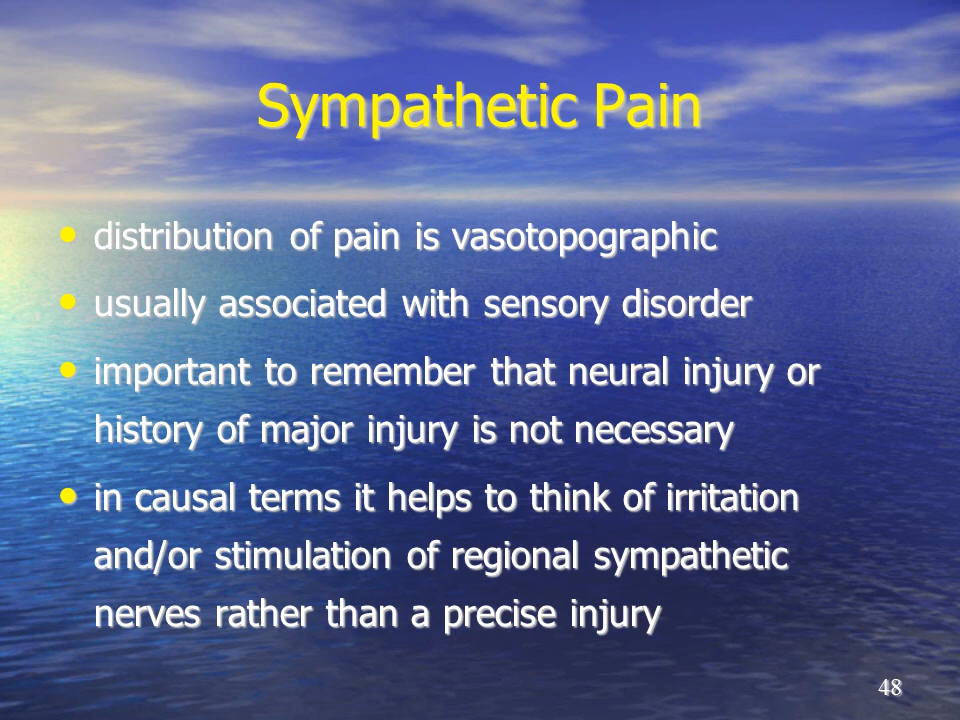 Sympathetic Pain
• distribution of pain is vasotopographic
• usually associated with sensory disorder
• important to remember that neural injury or
history of major injury is not necessary
• in causal terms it helps to think of irritation
and/or stimulation of regional sympathetic
nerves rather than a precise injury
48